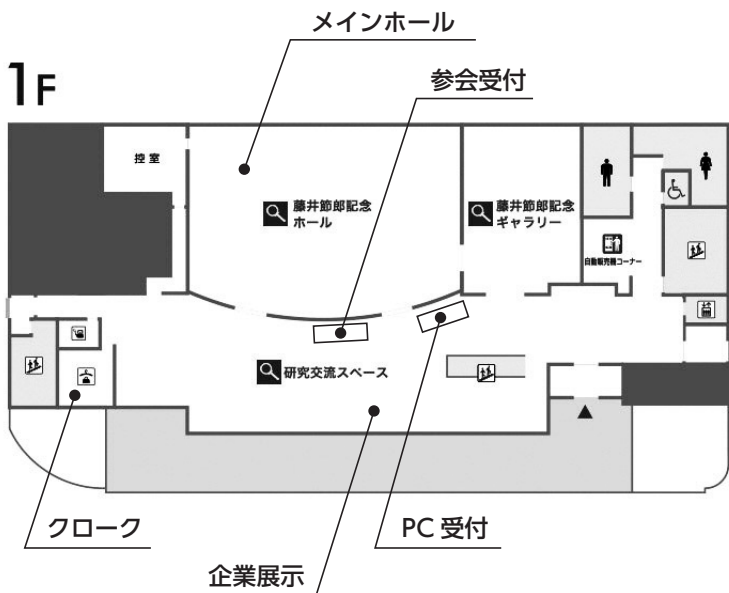 メインホール
1F
参会受付
控室
藤井節郎記念
ホール
藤井節郎記念
ギャラリー
自動販売機コーナー
研究交流スペース
クローク
PC 受付
企業展示